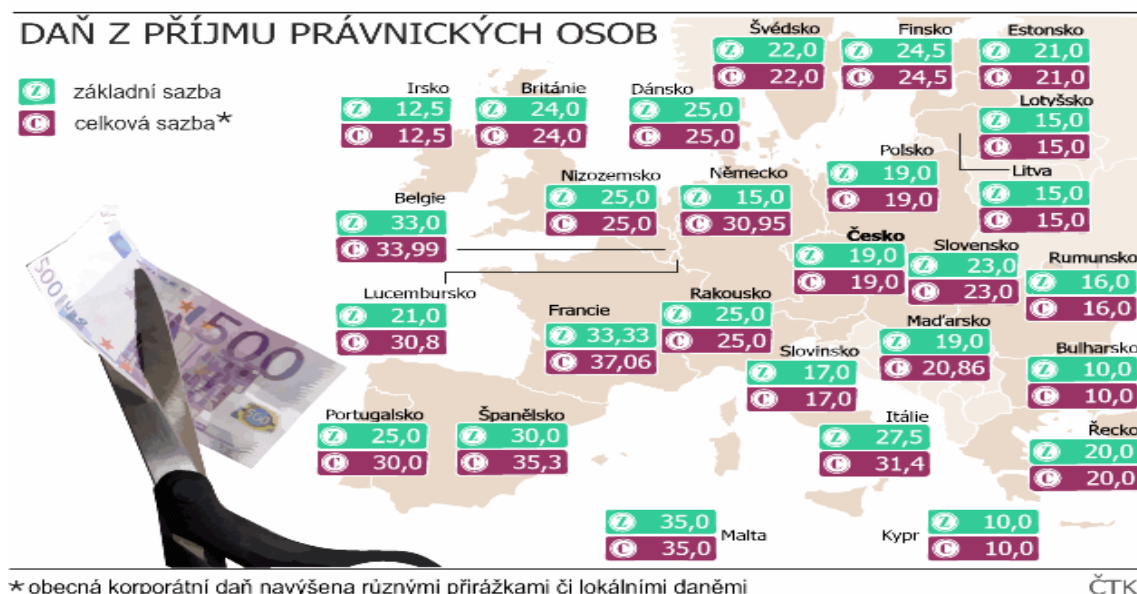 DAŇ Z PŘÍJMU PRÁVNICKÝCH OSOB
Z základní sazba
C celková sazba*
Švédsko
Z 22,0
C 22,0
Finsko
Z 24,5
C 24,5
Estonsko
Z 21,0
C 21,0
Irsko
Z 12,5
C 12,5
Británie
Z 24,0
C 24,0
Dánsko
Z 25,0
C 25,0
Lotyšsko
Z 15,0
C 15,0
Polsko
Z 19,0
C 19,0
Litva
Z 15,0
C 15,0
Nizozemsko
Z 25,0
C 25,0
Německo
Z 15,0
C 30,95
Belgie
Z 33,0
C 33,99
Česko
Z 19,0
C 19,0
Slovensko
Z 23,0
C 23,0
Rumunsko
Z 16,0
C 16,0
Lucembursko
Z 21,0
C 30,8
Francie
Z 33,33
C 37,06
Rakousko
Z 25,0
C 25,0
Maďarsko
Z 19,0
C 20,86
Slovinsko
Z 17,0
C 17,0
Bulharsko
Z 10,0
C 10,0
Portugalsko
Z 25,0
C 30,0
Španělsko
Z 30,0
C 35,3
Itálie
Z 27,5
C 31,4
Řecko
Z 20,0
C 20,0
Malta
Z 35,0
C 35,0
Kypr
Z 10,0
C 10,0
500
500
* obecná korporátní daň navýšena různými přirážkami či lokálními daněmi
ČTK